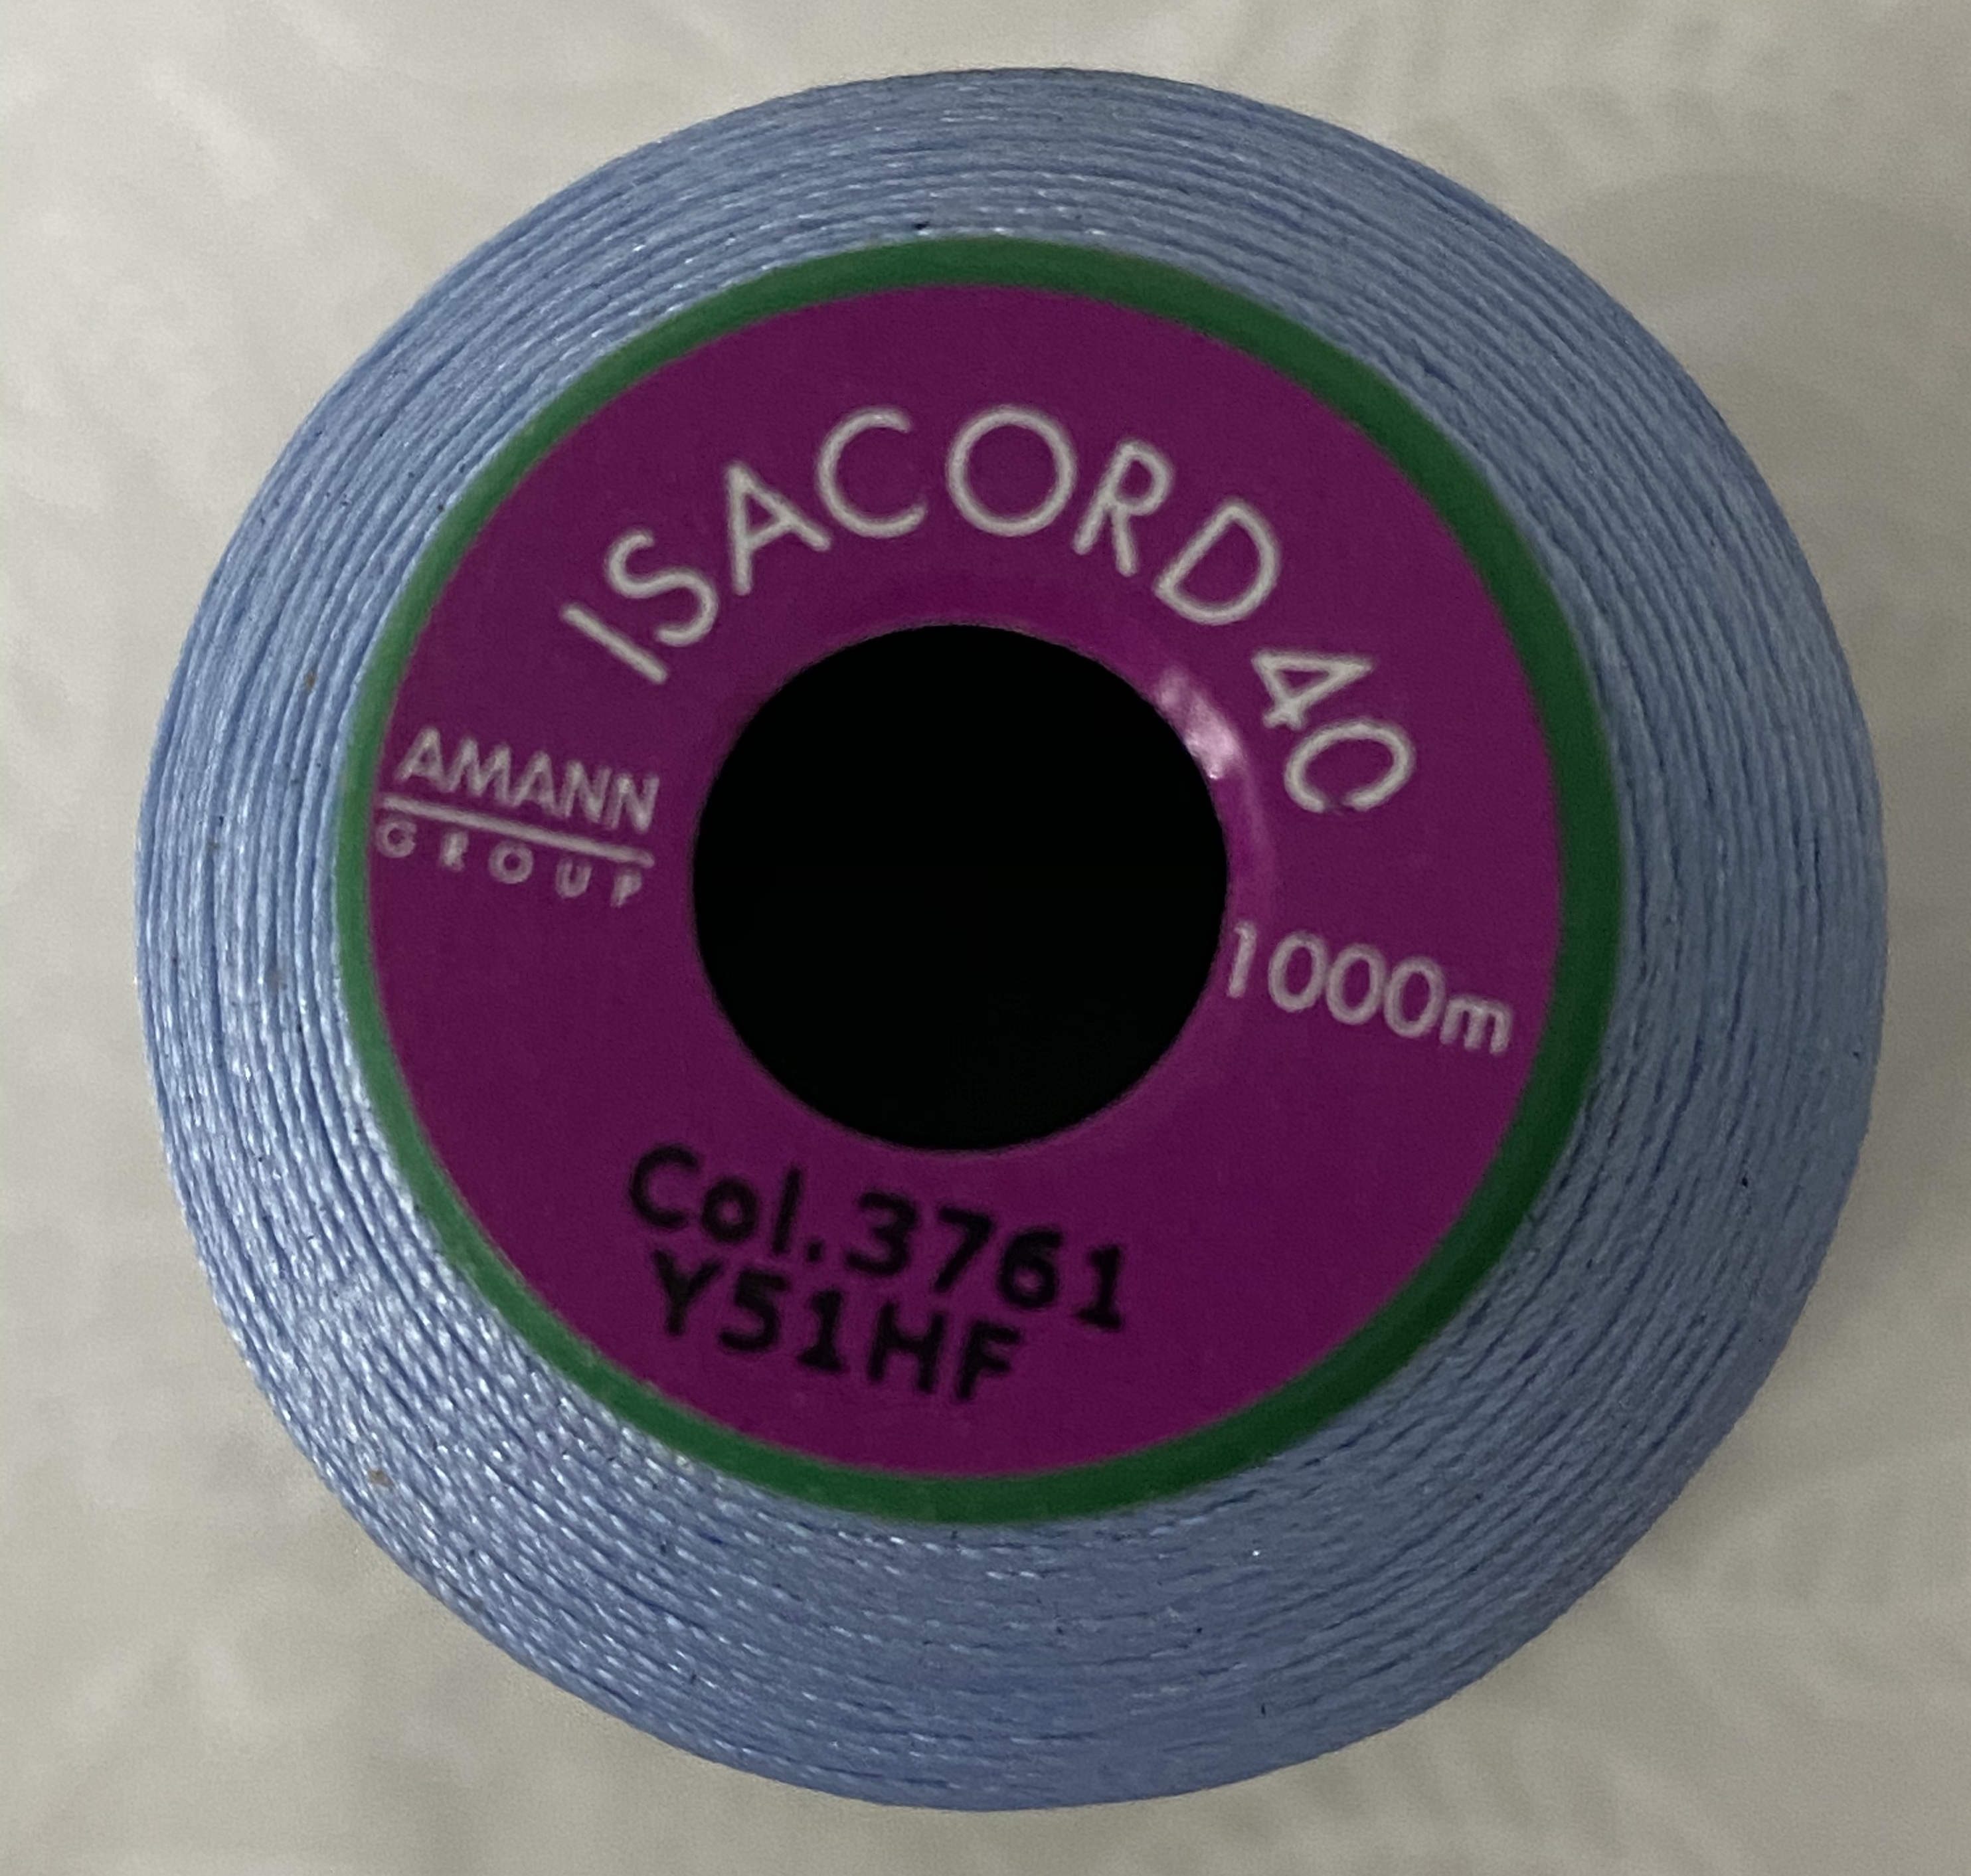 ISACORD 40
AMANN
GROUP
1000m
Col.3761
Y51HF